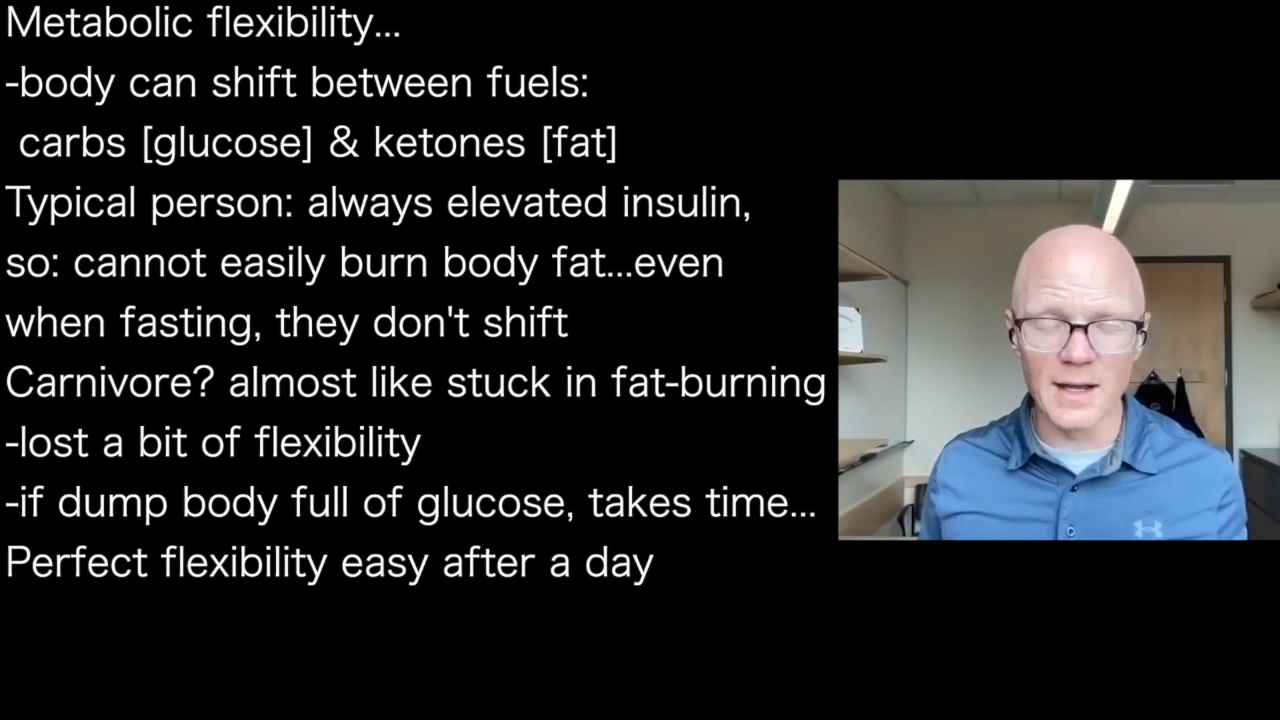 Metabolic flexibility...
-body can shift between fuels:
carbs [glucose] & ketones [fat]
Typical person: always elevated insulin,
so: cannot easily burn body fat...even
when fasting, they don't shift
Carnivore? almost like stuck in fat-burning
-lost a bit of flexibility
-if dump body full of glucose, takes time...
Perfect flexibility easy after a day